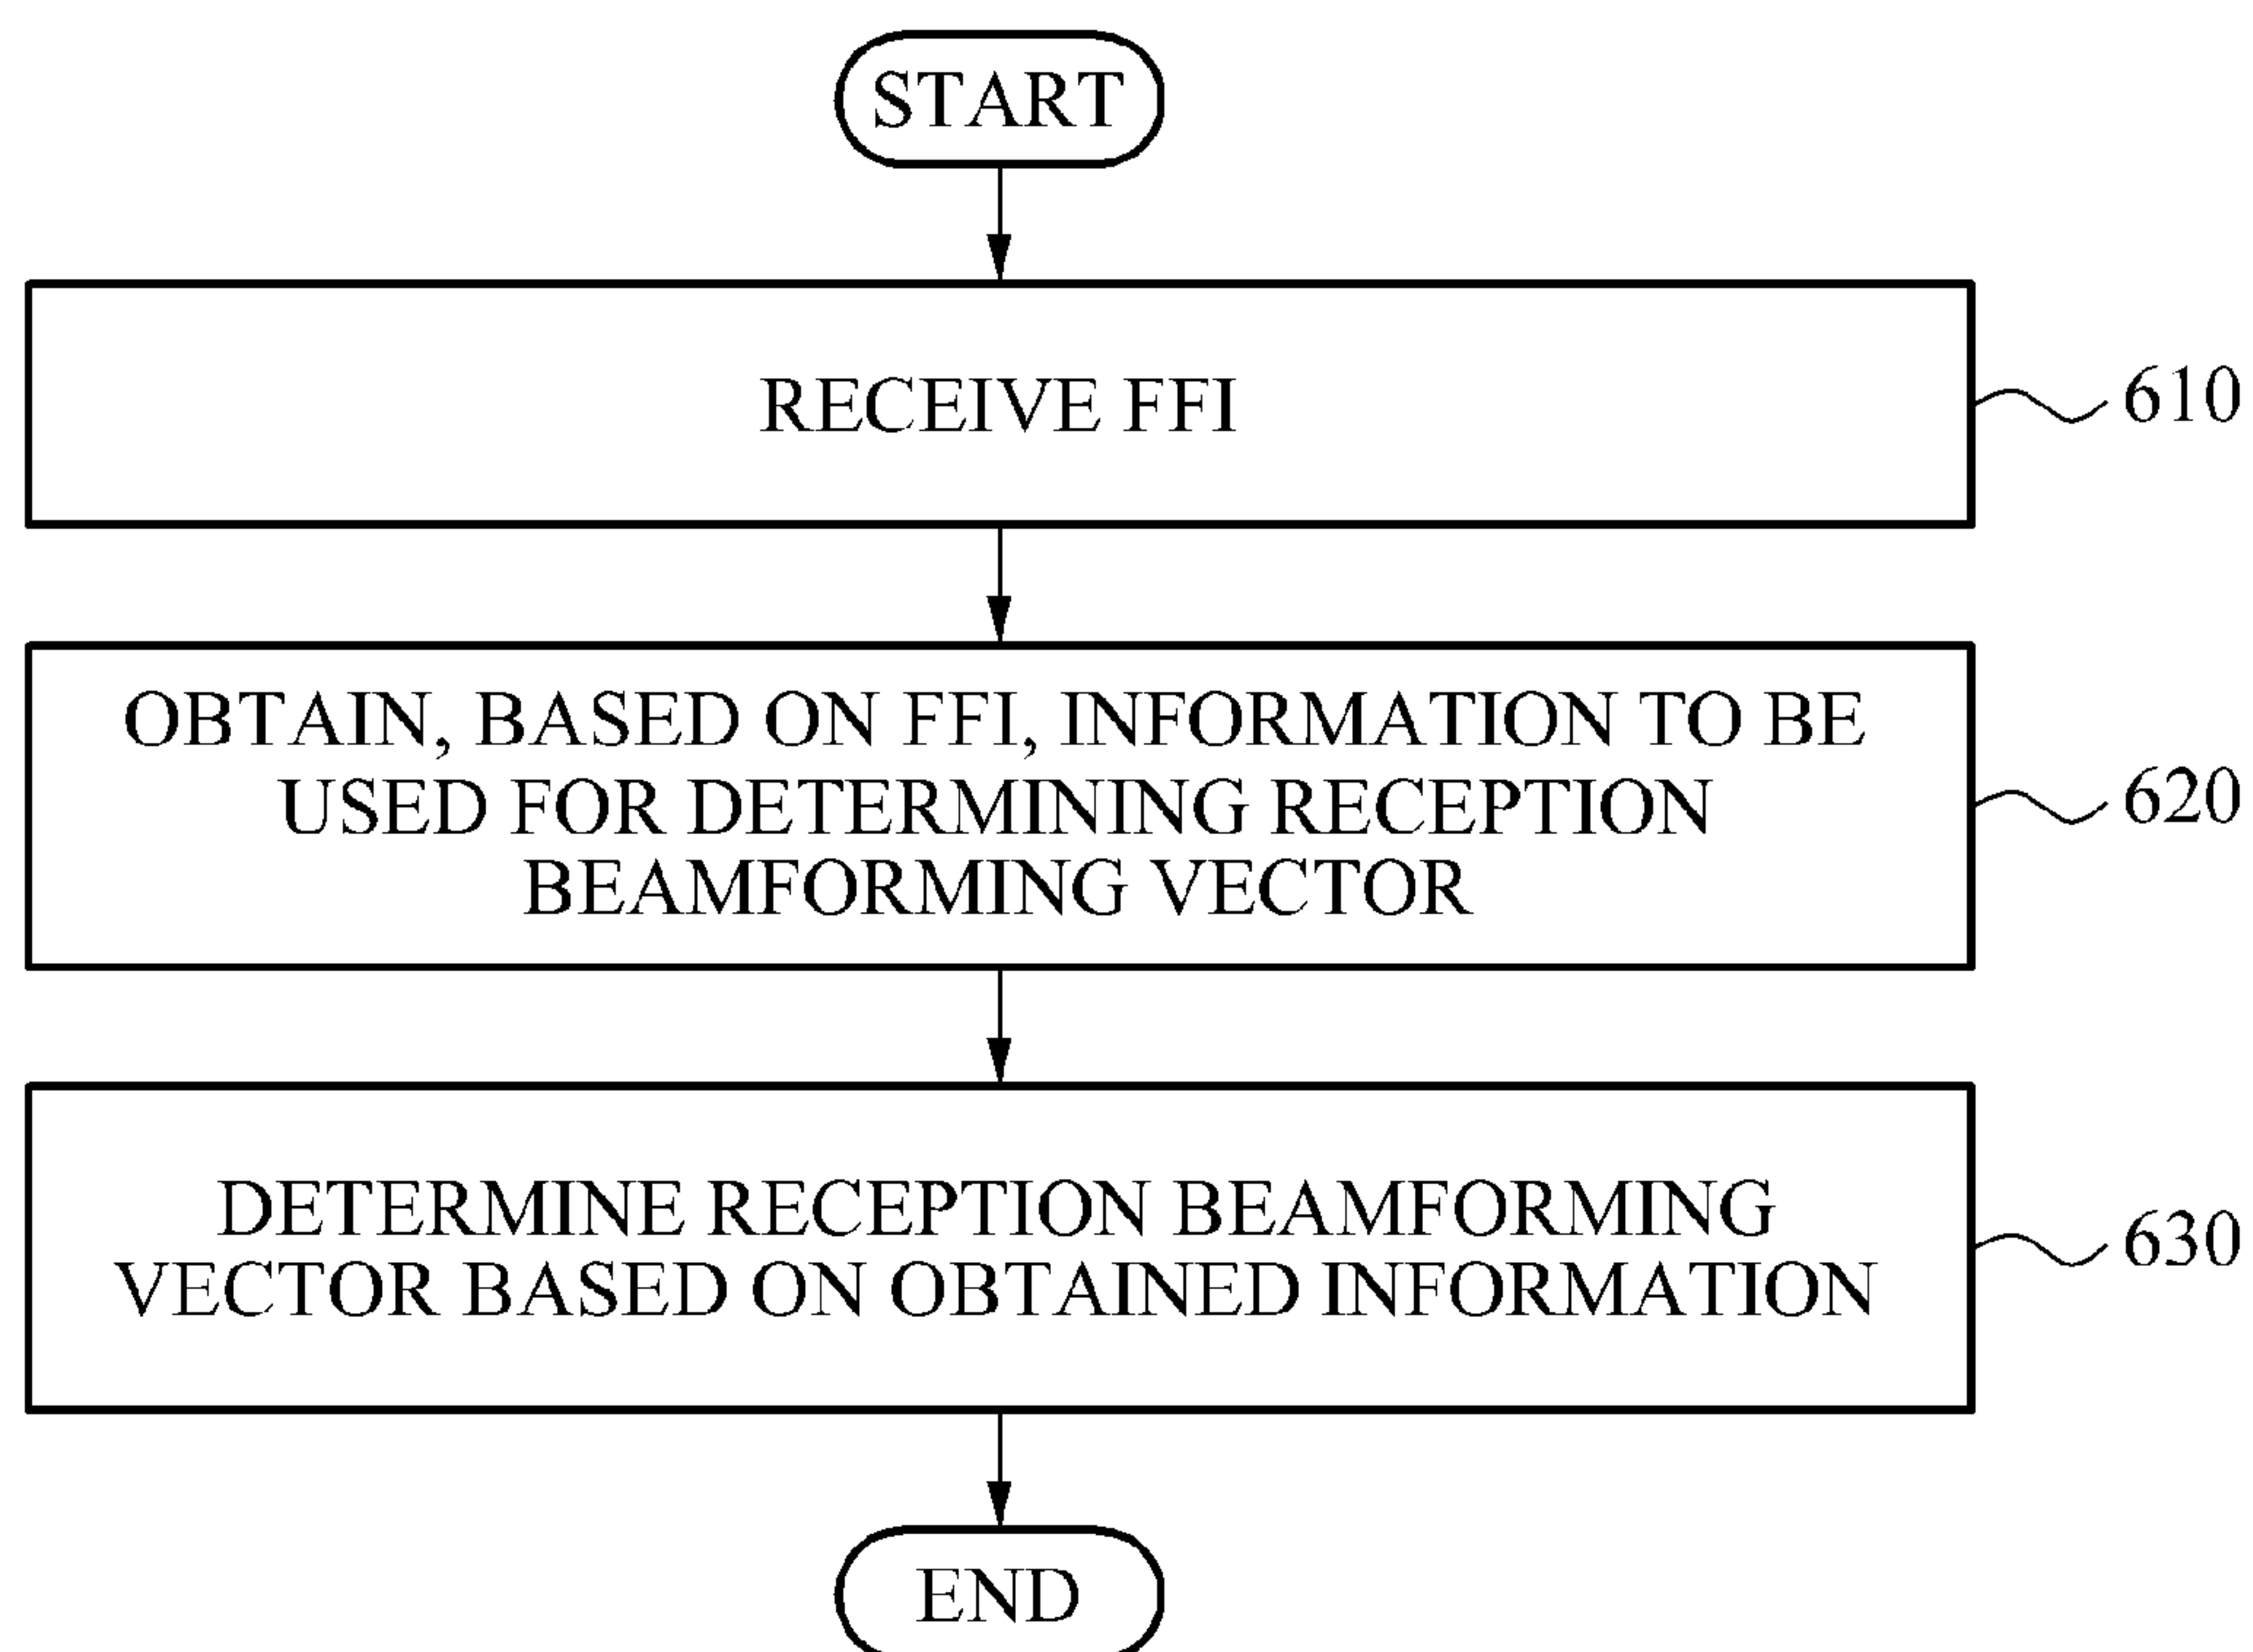 START
RECEIVE FFI
610
OBTAIN, BASED ON FFI, INFORMATION TO BE
USED FOR DETERMINING RECEPTION
BEAMFORMING VECTOR
620
DETERMINE RECEPTION BEAMFORMING
VECTOR BASED ON OBTAINED INFORMATION
630
END